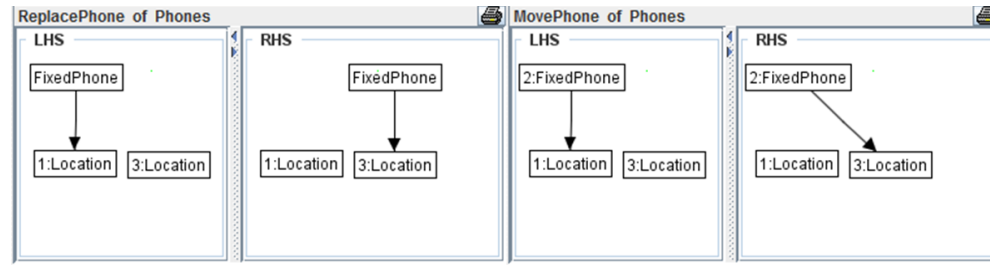 ReplacePhone of Phones
MovePhone of Phones
LHS
RHS
LHS
RHS
FixedPhone
FixedPhone
2:FixedPhone
2:FixedPhone
1:Location
3:Location
1:Location
3:Location
1:Location
3:Location
1:Location
3:Location